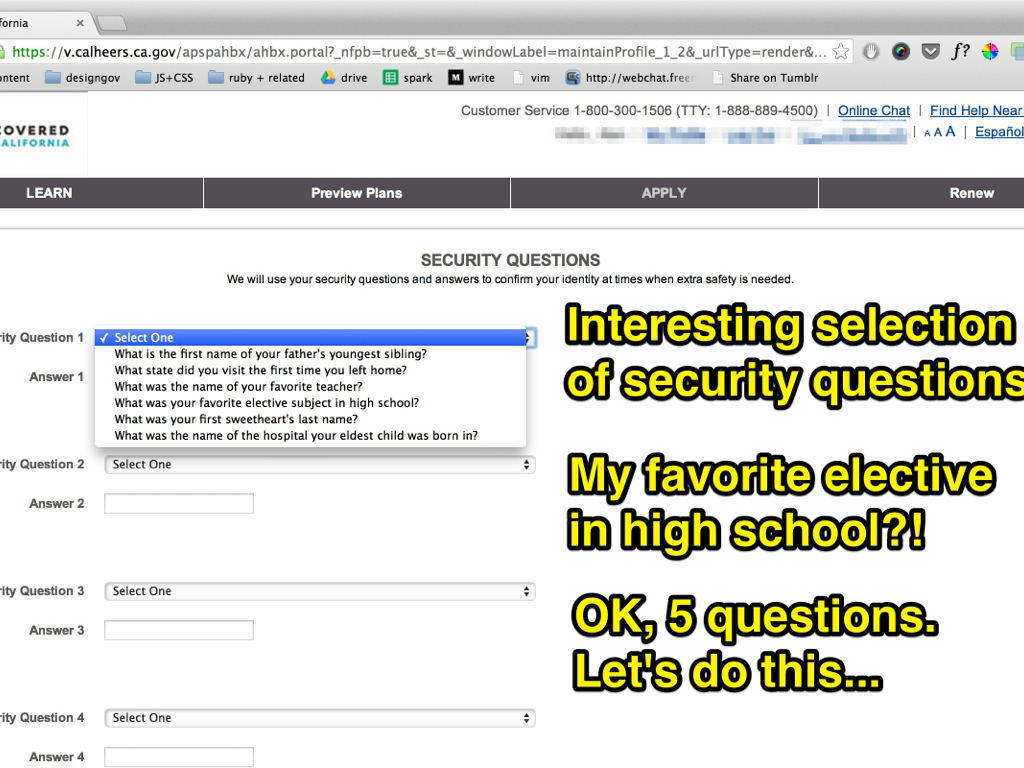 fornia ×
https://v.calheers.ca.gov/apspahbx/ahbx.portal?_nfpb=true&_st=&_windowLabel=maintainProfile_1_2&_urlType=render&... f?
ontent designgov JS+CSS ruby + related drive spark M write vim http://webchat.freen Share on Tumblr
Customer Service 1-800-300-1506 (TTY: 1-888-889-4500) | Online Chat | Find Help Near
| A A A | Español
COVERED
CALIFORNIA
LEARN Preview Plans APPLY Renew
SECURITY QUESTIONS
We will use your security questions and answers to confirm your identity at times when extra safety is needed.
rity Question 1 ✓ Select One
What is the first name of your father's youngest sibling?
What state did you visit the first time you left home?
Answer 1
What was the name of your favorite teacher?
What was your favorite elective subject in high school?
What was your first sweetheart's last name?
What was the name of the hospital your eldest child was born in?
rity Question 2 Select One
Answer 2
rity Question 3 Select One
Answer 3
rity Question 4 Select One
Answer 4
Interesting selection
of security questions
My favorite elective
in high school?!
OK, 5 questions.
Let's do this...